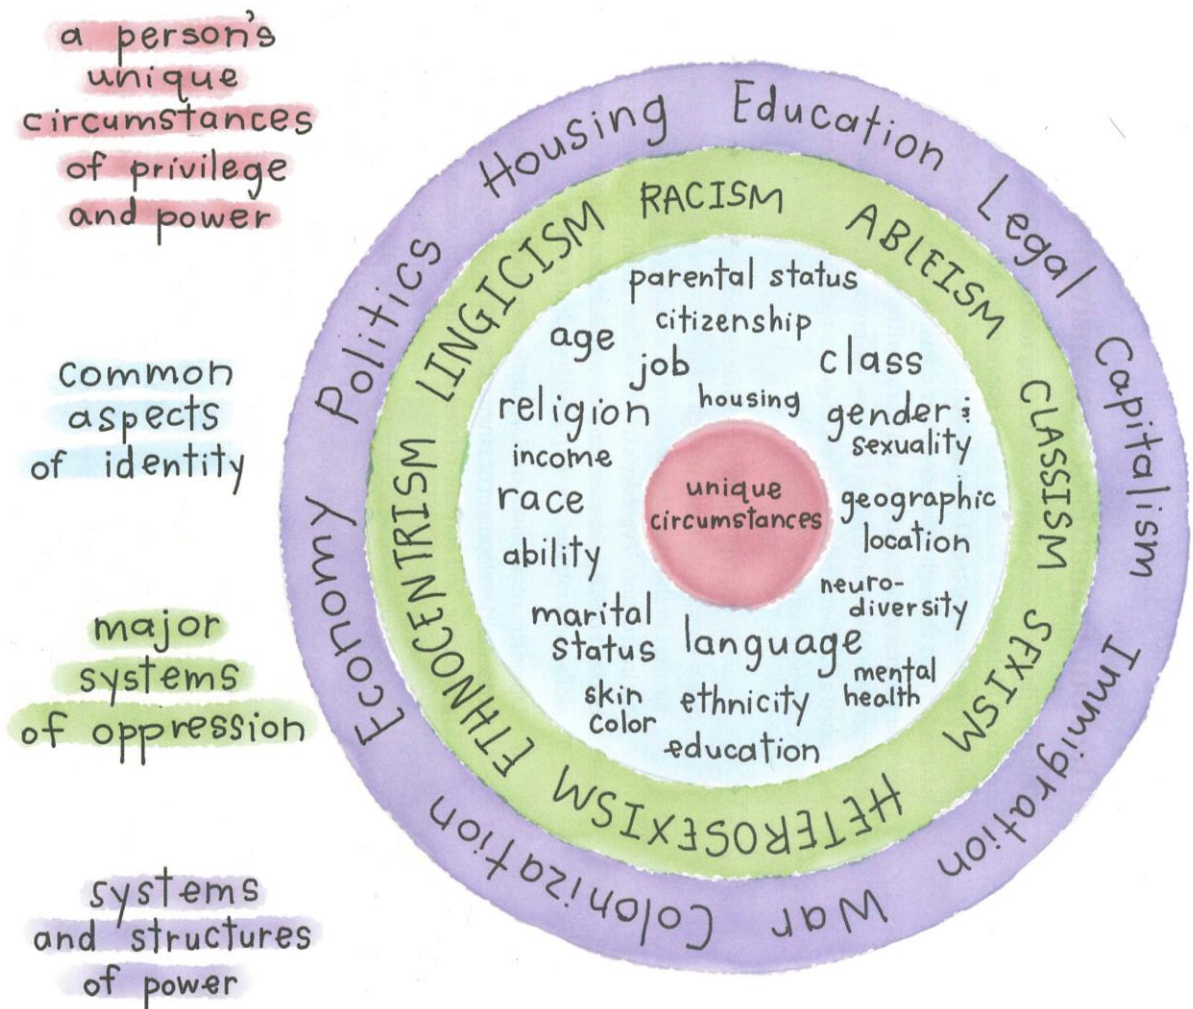 a person's
unique
circumstances
of privilege
and power
common
aspects
of identity
major
systems
of oppression
systems
and structures
of power
Housing
Education
Legal
Capitalism
Immigration
War
Colonization
Economy
Politics
RACISM
ABLEISM
CLASSISM
SEXISM
HETEROSEXISM
ETHNOCENTRISM
LINGICISM
parental status
citizenship
age
job
class
housing
religion
gender &
sexuality
income
race
geographic
location
ability
neuro-
diversity
marital
status
language
mental
health
skin
color
ethnicity
education
unique
circumstances